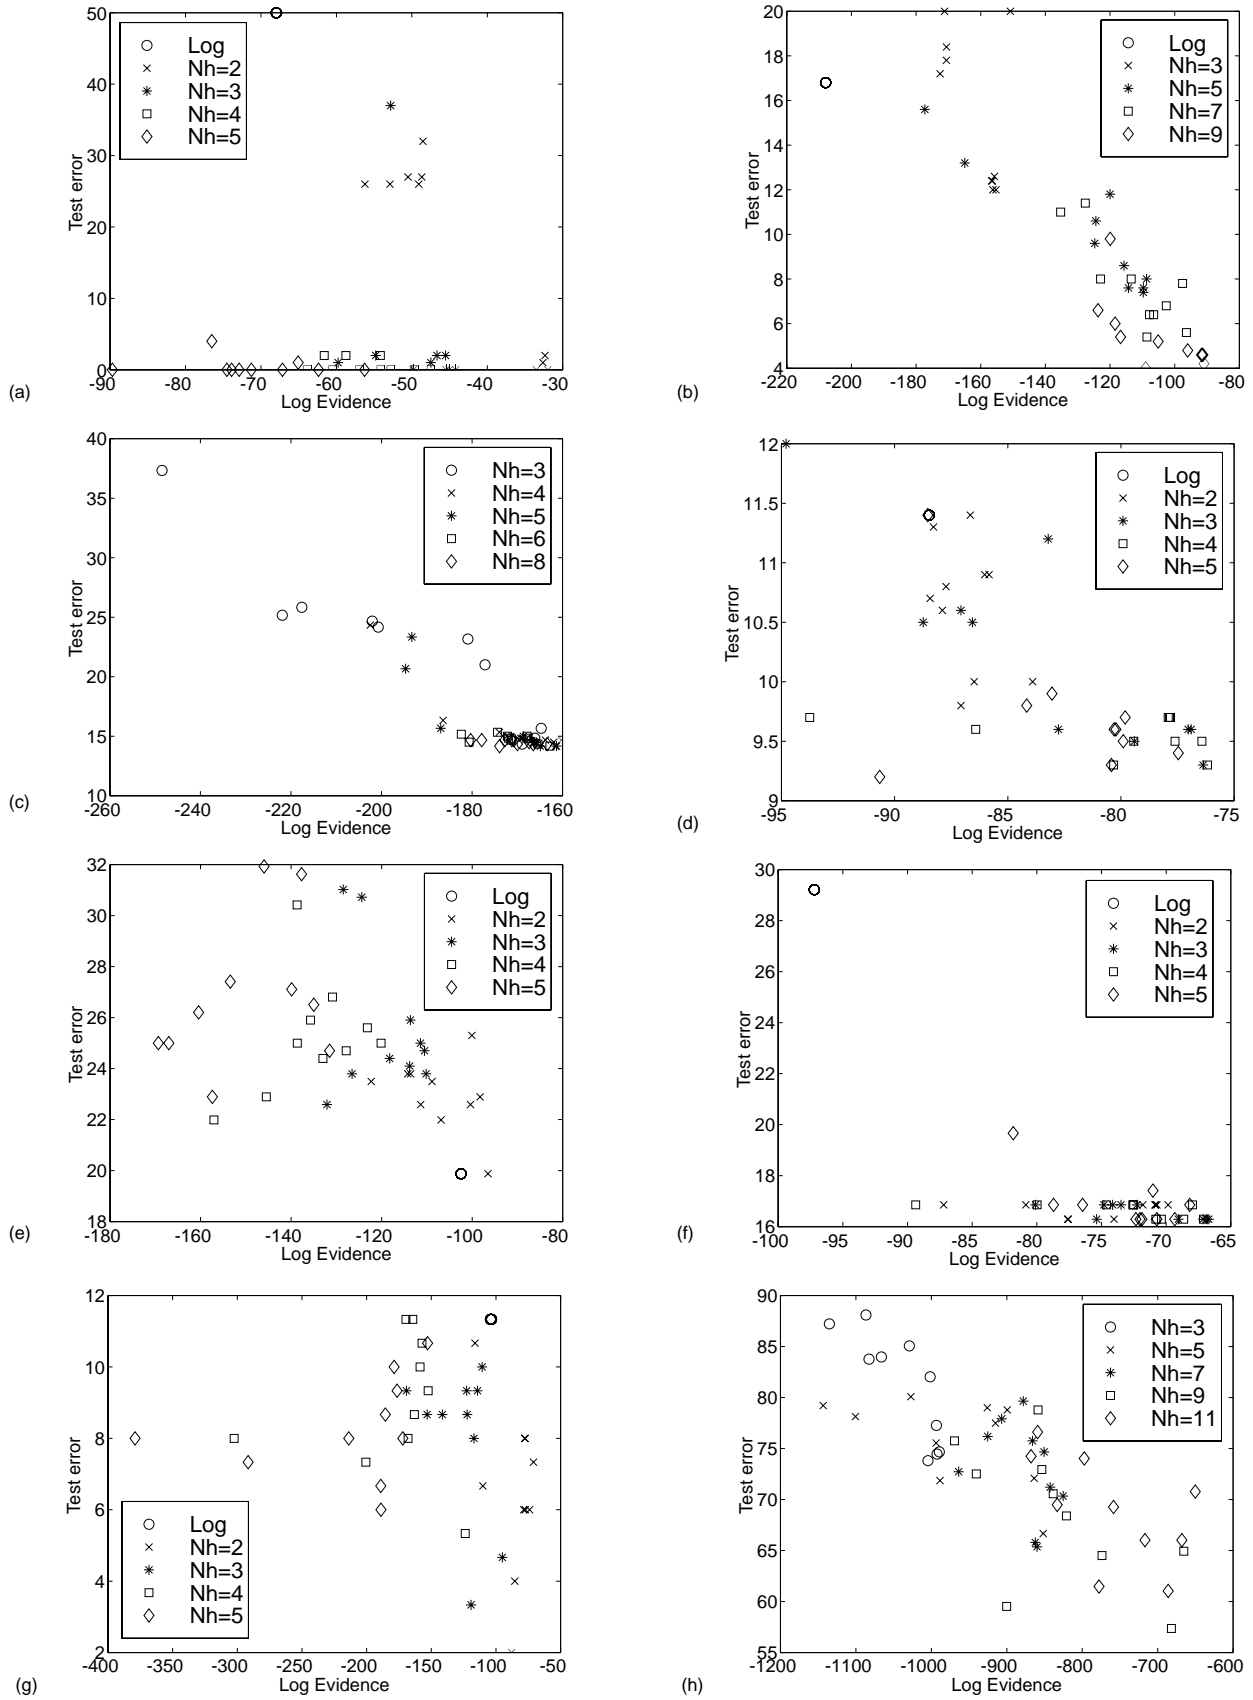 50
40
30
20
10
0
Test error
-90
-80
-70
-60
-50
-40
-30
Log Evidence
Log
Nh=2
Nh=3
Nh=4
Nh=5
(a)
20
18
16
14
12
10
8
6
4
Test error
-220
-200
-180
-160
-140
-120
-100
-80
Log Evidence
Log
Nh=3
Nh=5
Nh=7
Nh=9
(b)
40
35
30
25
20
15
10
Test error
-260
-240
-220
-200
-180
-160
Log Evidence
Nh=3
Nh=4
Nh=5
Nh=6
Nh=8
(c)
12
11.5
11
10.5
10
9.5
9
Test error
-95
-90
-85
-80
-75
Log Evidence
Log
Nh=2
Nh=3
Nh=4
Nh=5
(d)
32
30
28
26
24
22
20
18
Test error
-180
-160
-140
-120
-100
-80
Log Evidence
Log
Nh=2
Nh=3
Nh=4
Nh=5
(e)
30
28
26
24
22
20
18
16
Test error
-100
-95
-90
-85
-80
-75
-70
-65
Log Evidence
Log
Nh=2
Nh=3
Nh=4
Nh=5
(f)
12
10
8
6
4
2
Test error
-400
-350
-300
-250
-200
-150
-100
-50
Log Evidence
Log
Nh=2
Nh=3
Nh=4
Nh=5
(g)
90
85
80
75
70
65
60
55
Test error
-1200
-1100
-1000
-900
-800
-700
-600
Log Evidence
Nh=3
Nh=5
Nh=7
Nh=9
Nh=11
(h)